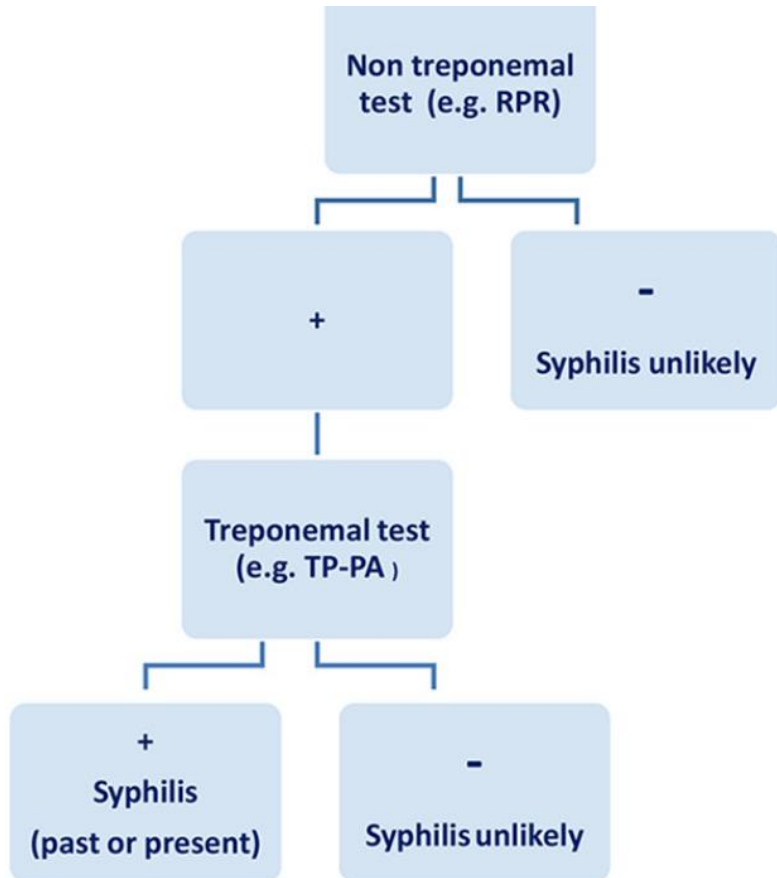 Non treponemal
test (e.g. RPR)
+
-
Syphilis unlikely
Treponemal test
(e.g. TP-PA )
+
Syphilis
(past or present)
-
Syphilis unlikely